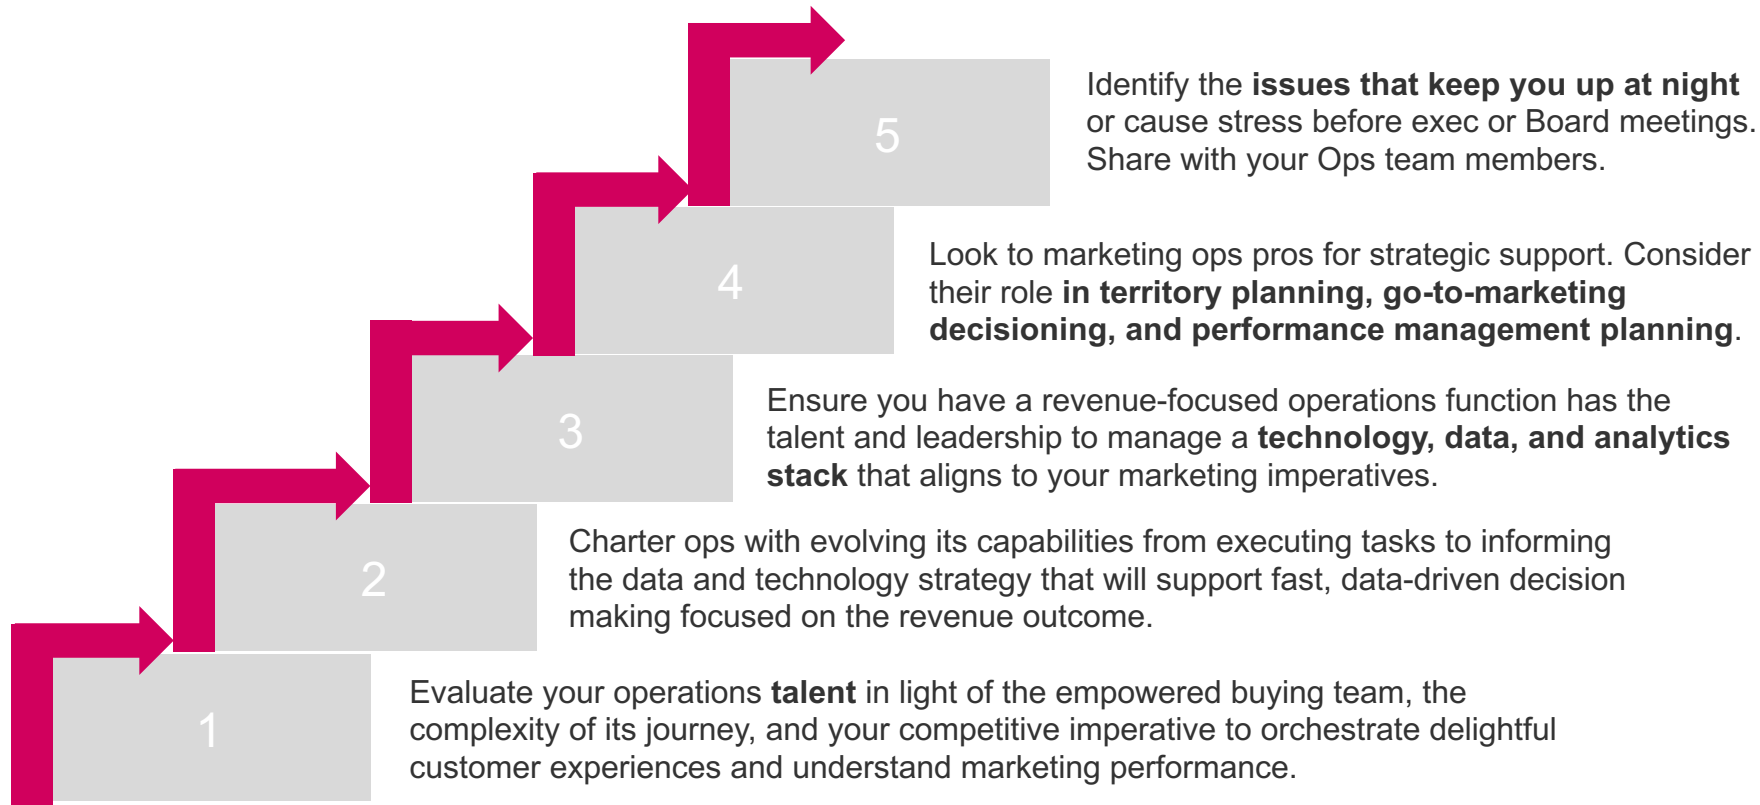 5
Identify the issues that keep you up at night
or cause stress before exec or Board meetings.
Share with your Ops team members.
4
Look to marketing ops pros for strategic support. Consider
their role in territory planning, go-to-marketing
decisioning, and performance management planning.
3
Ensure you have a revenue-focused operations function has the
talent and leadership to manage a technology, data, and analytics
stack that aligns to your marketing imperatives.
2
Charter ops with evolving its capabilities from executing tasks to informing
the data and technology strategy that will support fast, data-driven decision
making focused on the revenue outcome.
1
Evaluate your operations talent in light of the empowered buying team, the
complexity of its journey, and your competitive imperative to orchestrate delightful
customer experiences and understand marketing performance.